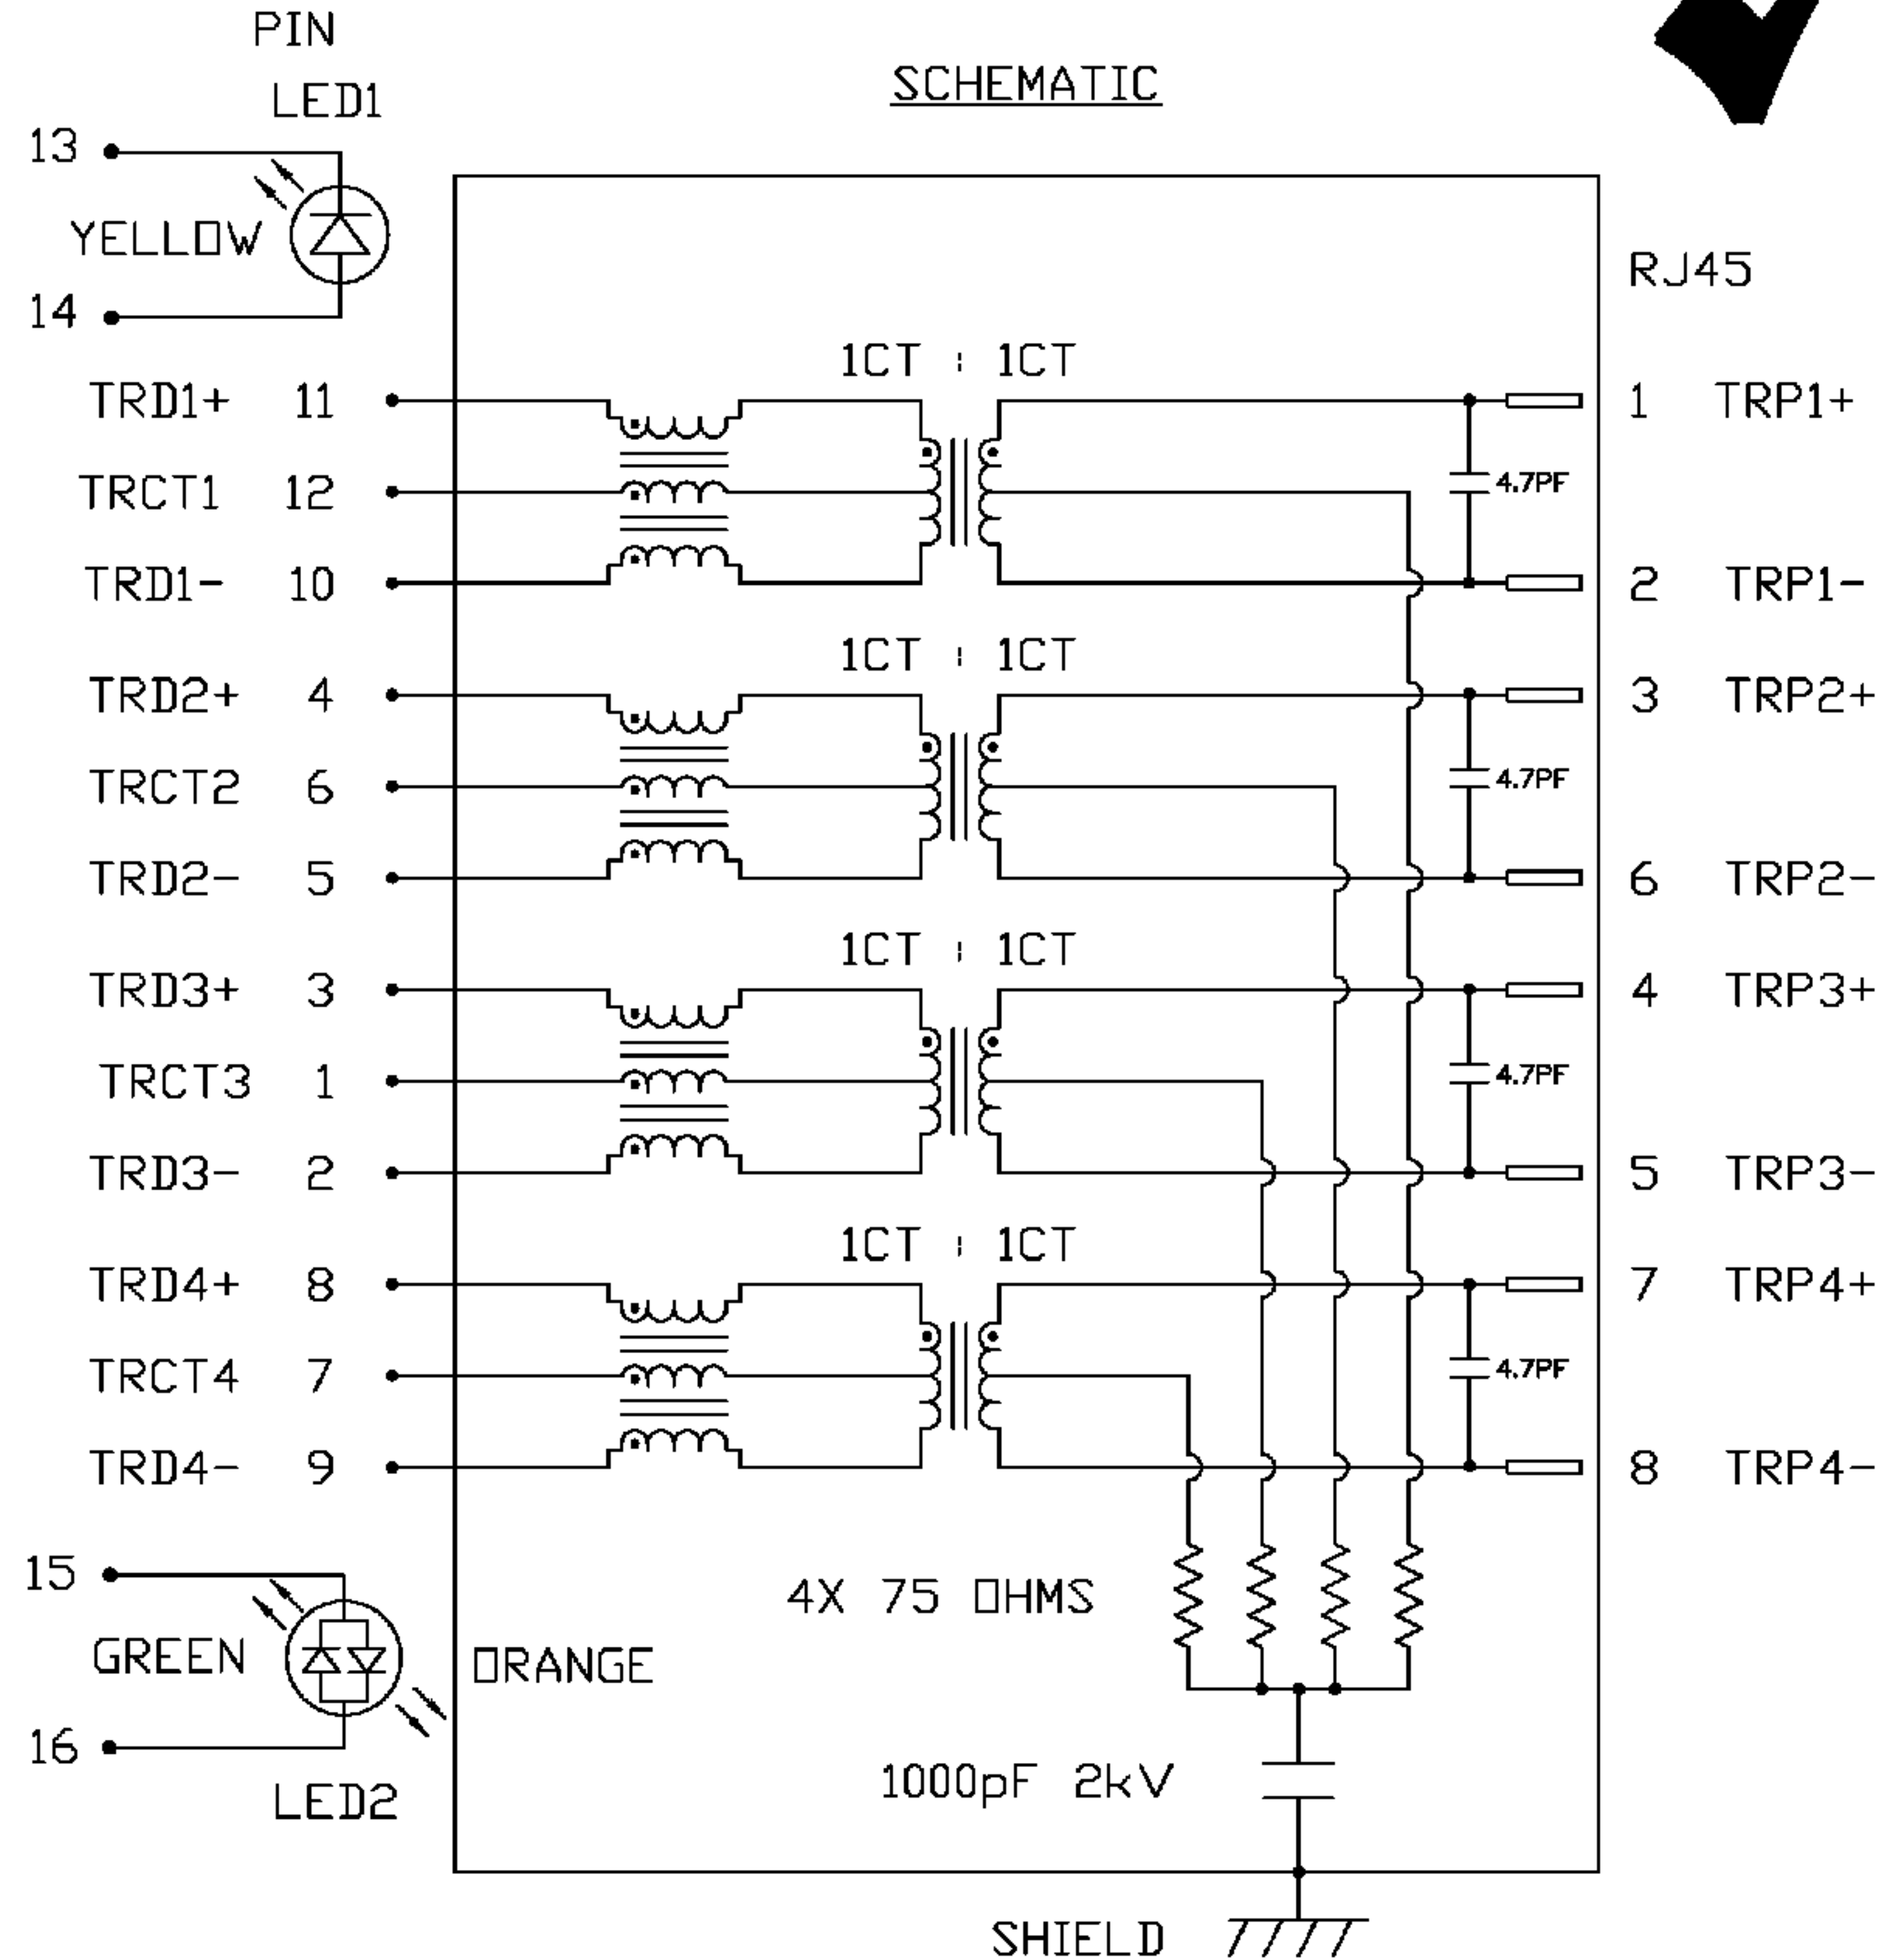 PIN
LED1
SCHEMATIC
13
YELLOW
RJ45
14
1CT : 1CT
TRD1+ 11 1 TRP1+
TRCT1 12 4.7PF
TRD1- 10 2 TRP1-
1CT : 1CT
TRD2+ 4 3 TRP2+
TRCT2 6 4.7PF
TRD2- 5 6 TRP2-
1CT : 1CT
TRD3+ 3 4 TRP3+
TRCT3 1 4.7PF
TRD3- 2 5 TRP3-
1CT : 1CT
TRD4+ 8 7 TRP4+
TRCT4 7 4.7PF
TRD4- 9 8 TRP4-
15
4X 75 OHMS
GREEN ORANGE
16
1000pF 2kV
LED2
SHIELD